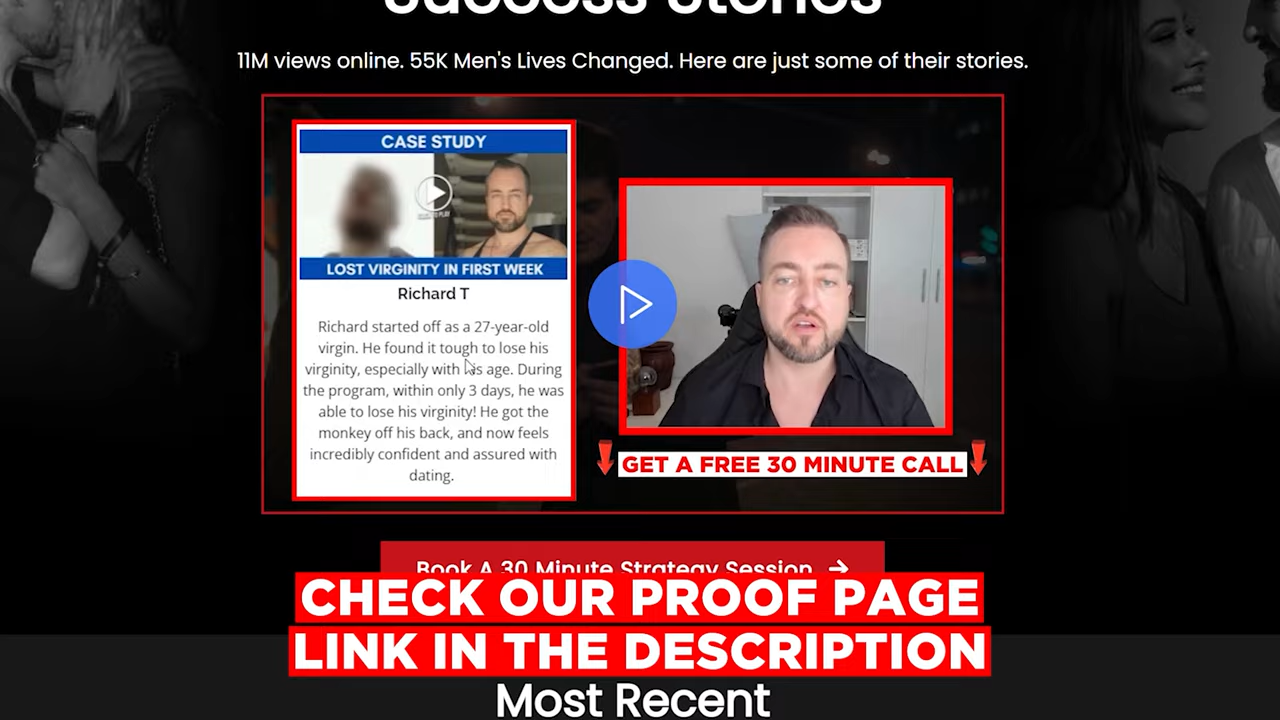 Success Stories
11M views online. 55K Men's Lives Changed. Here are just some of their stories.
CASE STUDY
LOST VIRGINITY IN FIRST WEEK
Richard T
Richard started off as a 27-year-old
virgin. He found it tough to lose his
virginity, especially with his age. During
the program, within only 3 days, he was
able to lose his virginity! He got the
monkey off his back, and now feels
incredibly confident and assured with
dating.
GET A FREE 30 MINUTE CALL
Book A 30 Minute Strategy Session
CHECK OUR PROOF PAGE
LINK IN THE DESCRIPTION
Most Recent